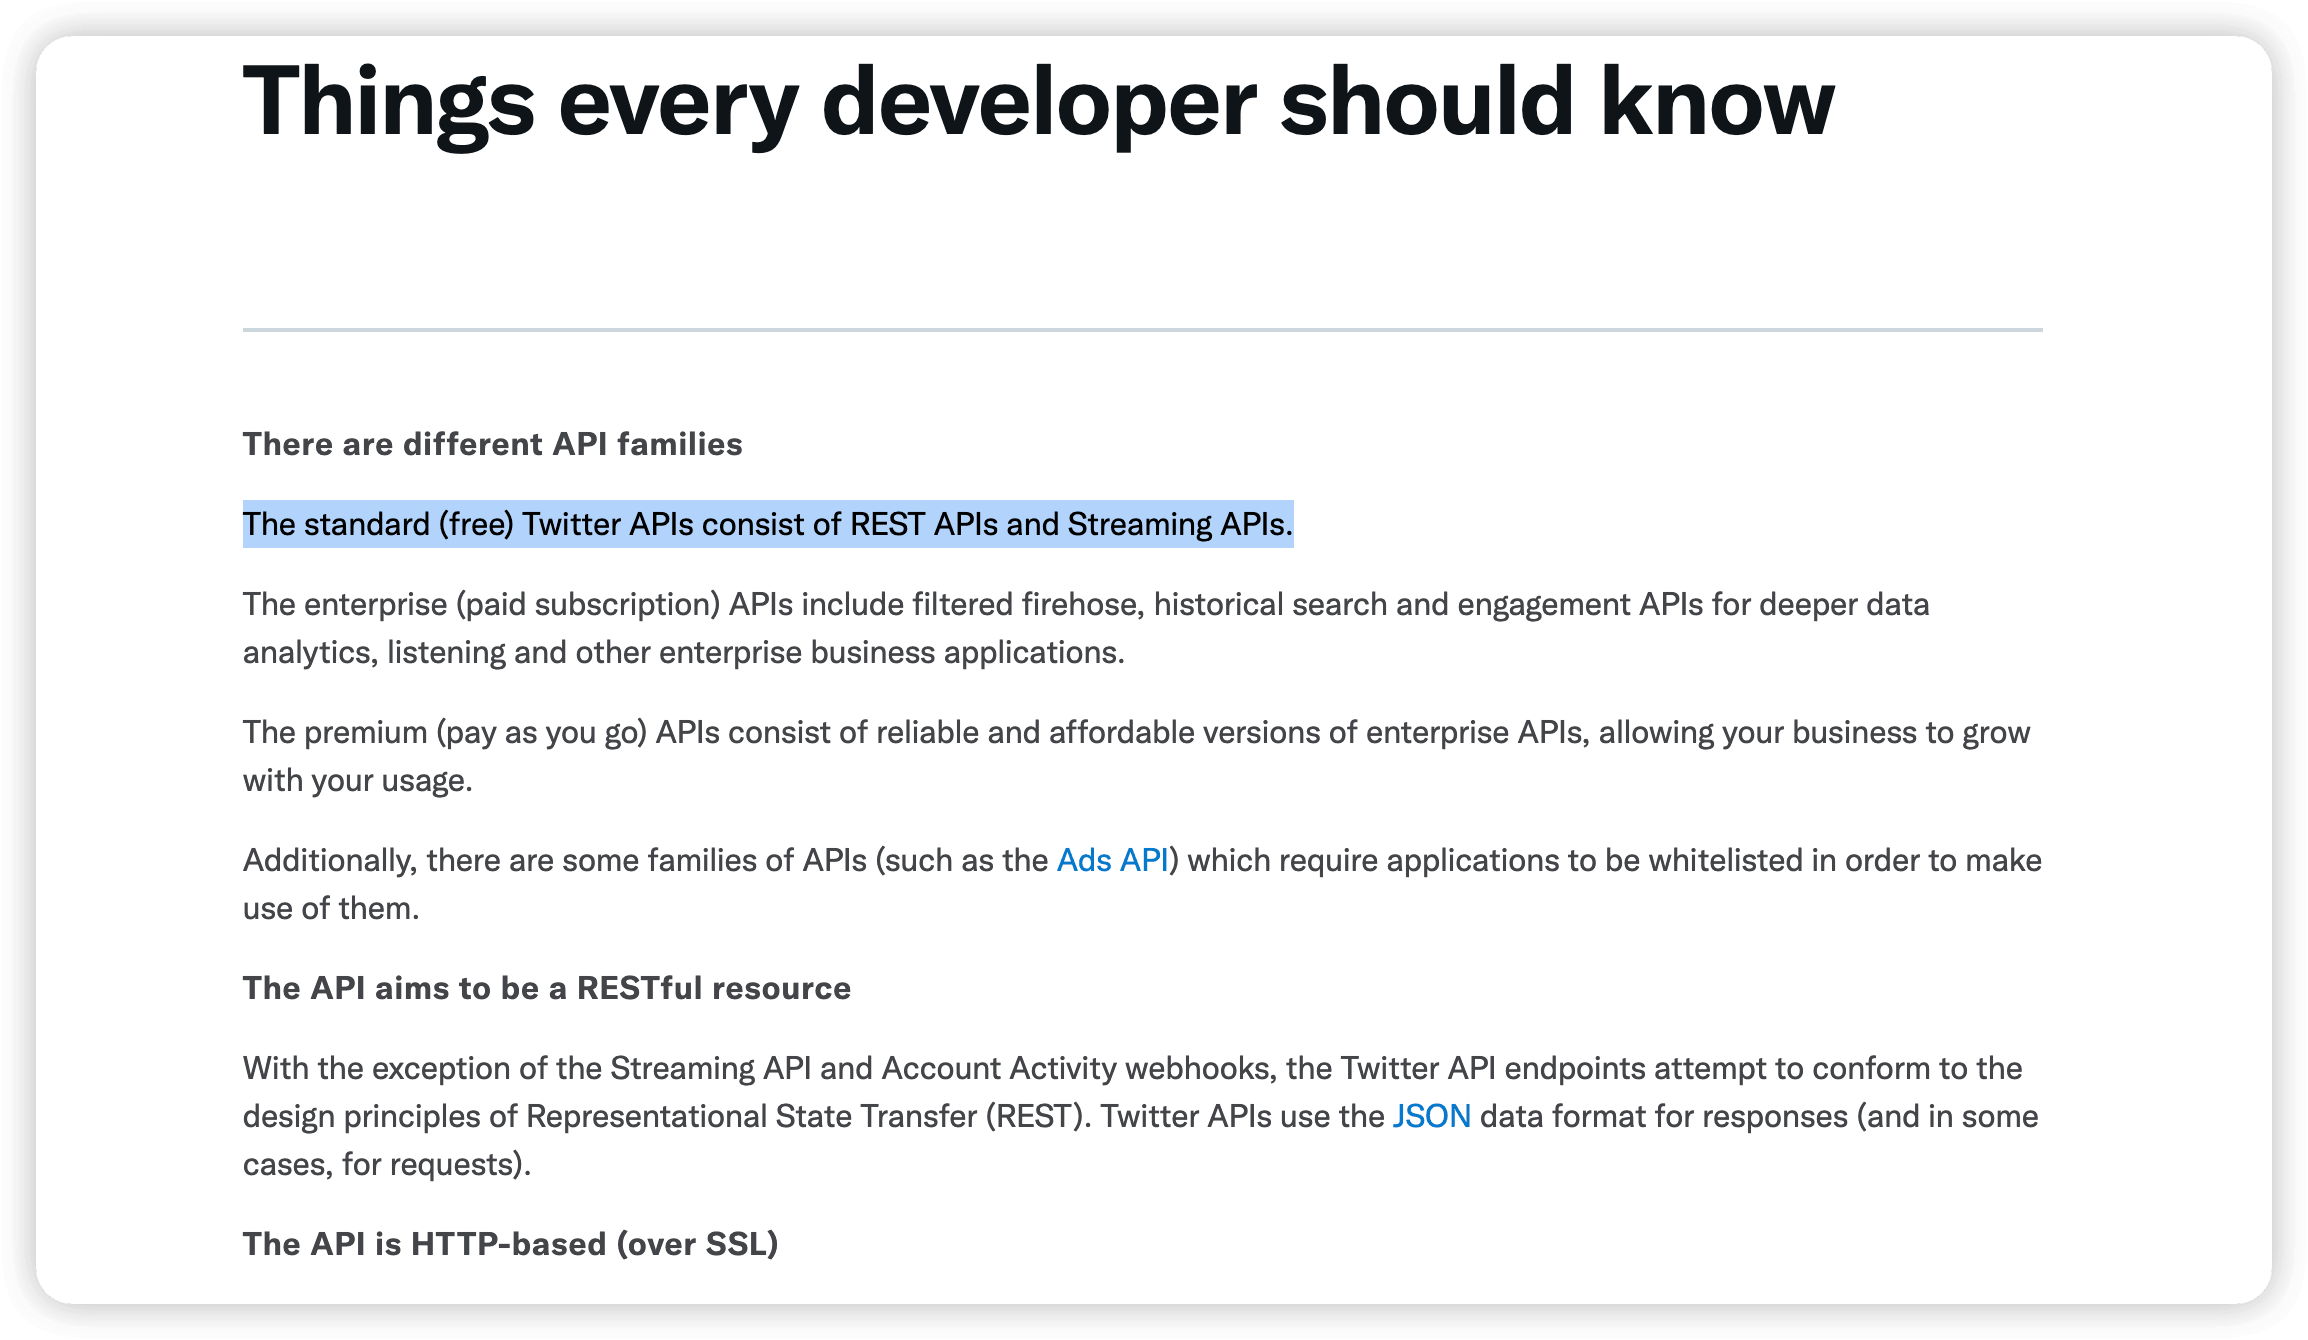 Things every developer should know
There are different API families
The standard (free) Twitter APIs consist of REST APIs and Streaming APIs.
The enterprise (paid subscription) APIs include filtered firehose, historical search and engagement APIs for deeper data
analytics, listening and other enterprise business applications.
The premium (pay as you go) APIs consist of reliable and affordable versions of enterprise APIs, allowing your business to grow
with your usage.
Additionally, there are some families of APIs (such as the Ads API) which require applications to be whitelisted in order to make
use of them.
The API aims to be a RESTful resource
With the exception of the Streaming API and Account Activity webhooks, the Twitter API endpoints attempt to conform to the
design principles of Representational State Transfer (REST). Twitter APIs use the JSON data format for responses (and in some
cases, for requests).
The API is HTTP-based (over SSL)